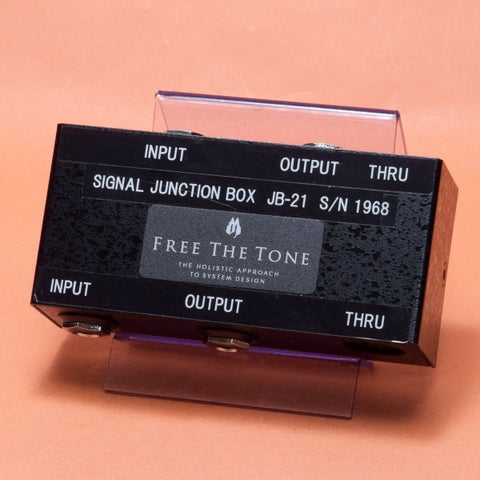 INPUT OUTPUT THRU
SIGNAL JUNCTION BOX JB-21 S/N 1968
FREE THE TONE
THE HOLISTIC APPROACH
TO SYSTEM DESIGN
INPUT OUTPUT THRU